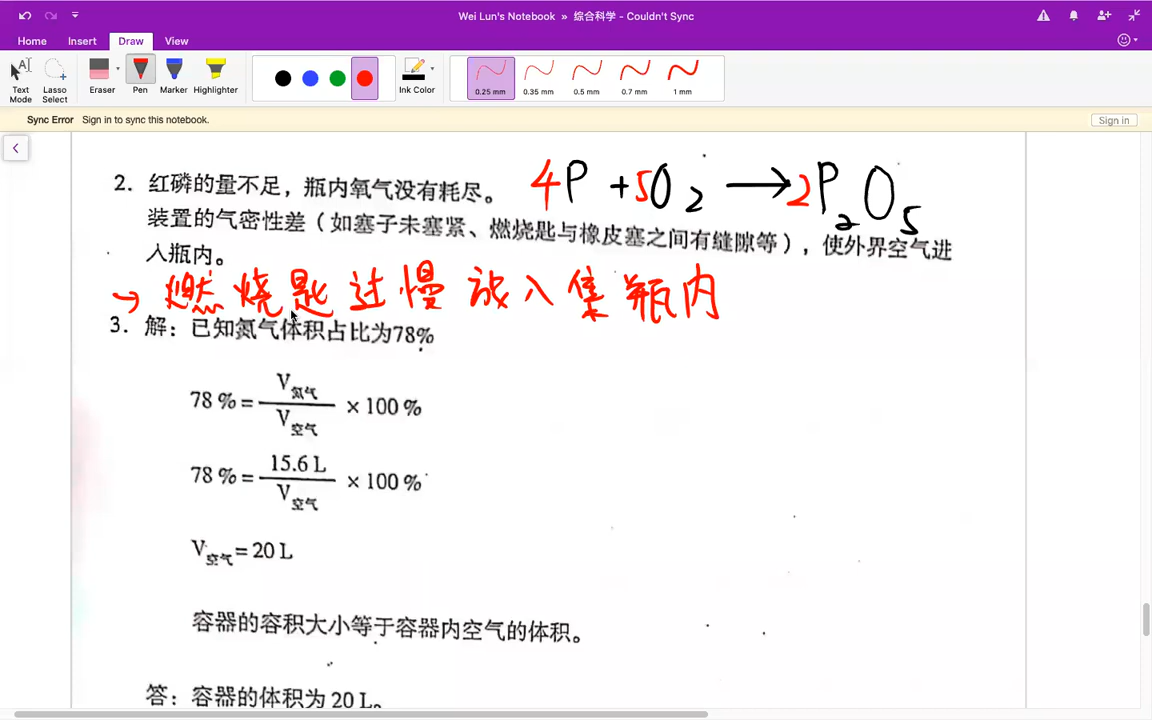 Wei Lun's Notebook » 综合科学 - Couldn't Sync
Home Insert Draw View
Text Mode
Lasso Select
Eraser
Pen
Marker
Highlighter
Ink Color
0.25 mm 0.35 mm 0.5 mm 0.7 mm 1 mm
Sync Error Sign in to sync this notebook. Sign in
2. 红磷的量不足，瓶内氧气没有耗尽。 4P + 5O₂ → 2P₂O₅
装置的气密性差（如塞子未塞紧、燃烧匙与橡皮塞之间有缝隙等），使外界空气进
入瓶内。
→ 燃烧匙过慢放入集瓶内
3. 解：已知氮气体积占比为78%
78 % = V氮气 / V空气 × 100 %
78 % = 15.6 L / V空气 × 100 %
V空气 = 20 L
容器的容积大小等于容器内空气的体积。
答：容器的体积为 20 L。